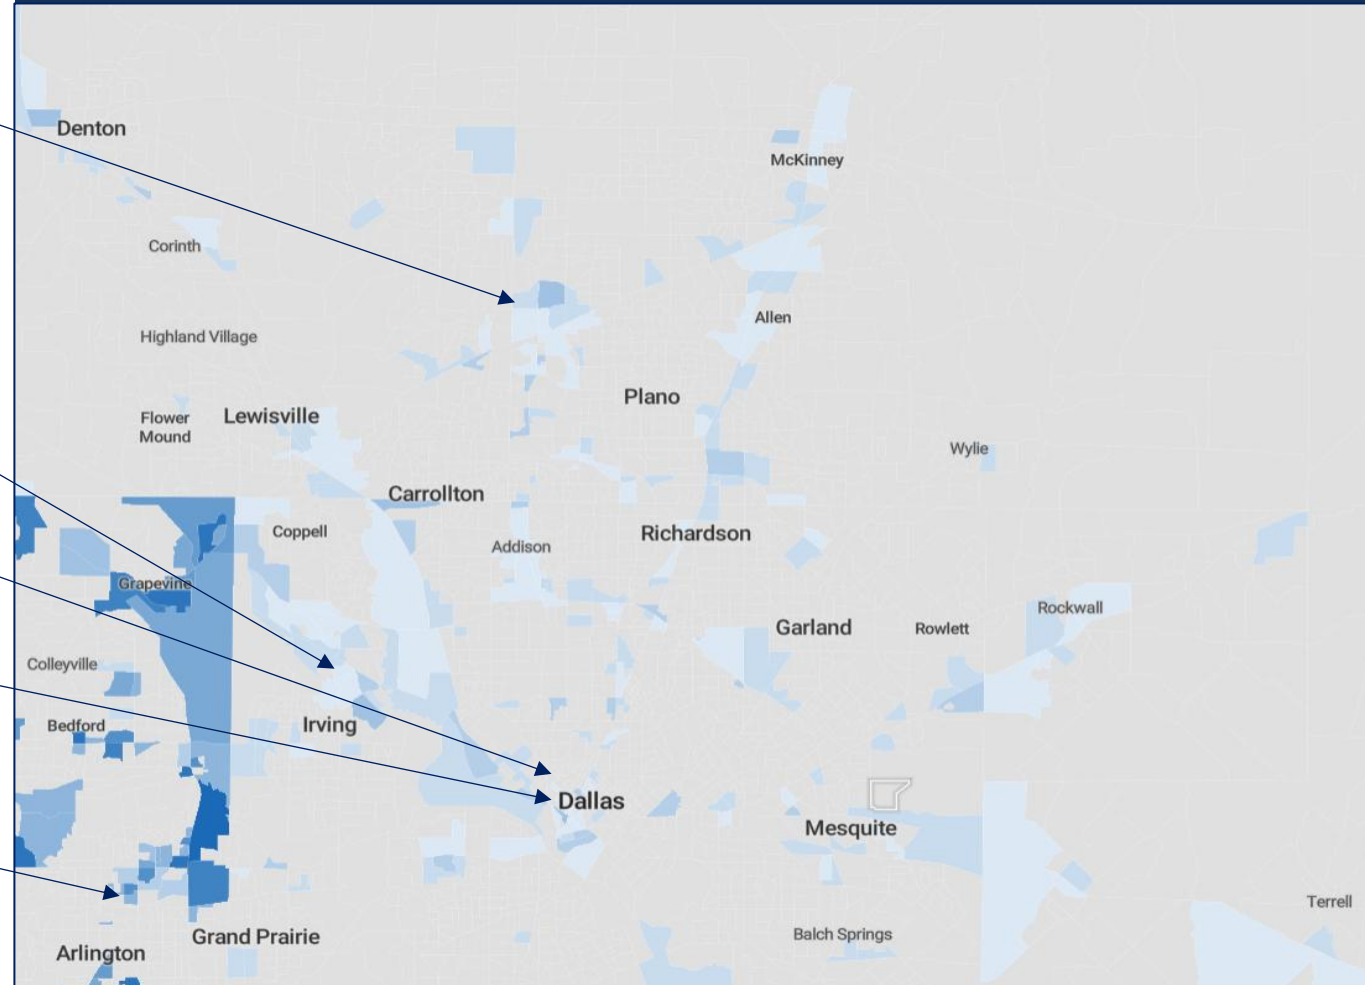 Denton
McKinney
Corinth
Allen
Highland Village
Plano
Flower
Mound
Lewisville
Wylie
Carrollton
Coppell
Addison
Richardson
Grapevine
Rockwall
Garland
Rowlett
Colleyville
Bedford
Irving
Dallas
Mesquite
Terrell
Balch Springs
Grand Prairie
Arlington